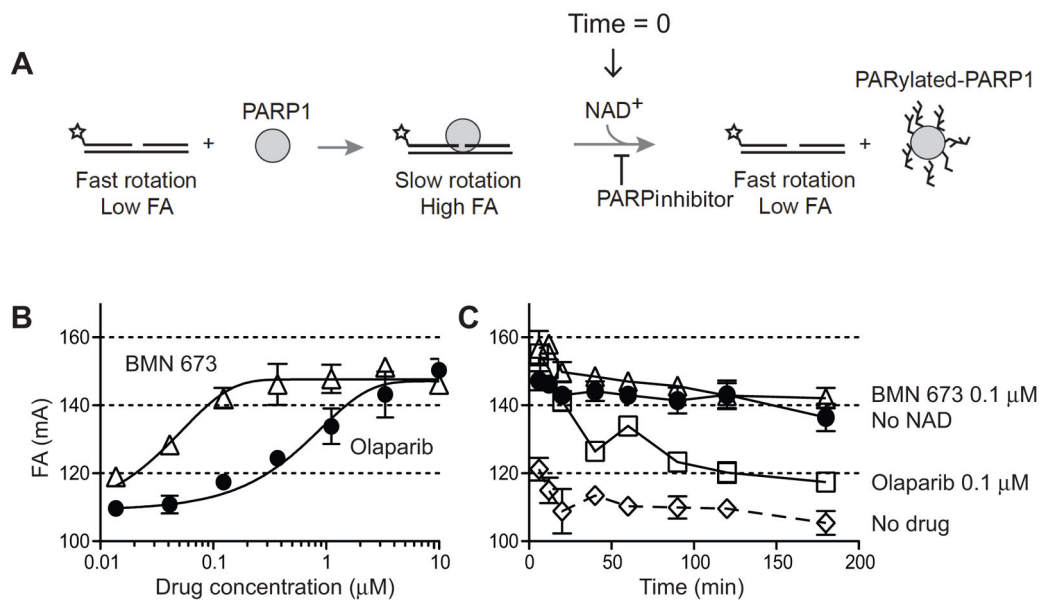 A
Time = 0
PARP1
NAD+
PARylated-PARP1
+
+
Fast rotation
Low FA
Slow rotation
High FA
PARPinhibitor
Fast rotation
Low FA
B
FA (mA)
160
140
120
100
BMN 673
Olaparib
0.01
0.1
1
10
Drug concentration (μM)
C
160
140
120
100
BMN 673 0.1 μM
No NAD
Olaparib 0.1 μM
No drug
0
50
100
150
200
Time (min)